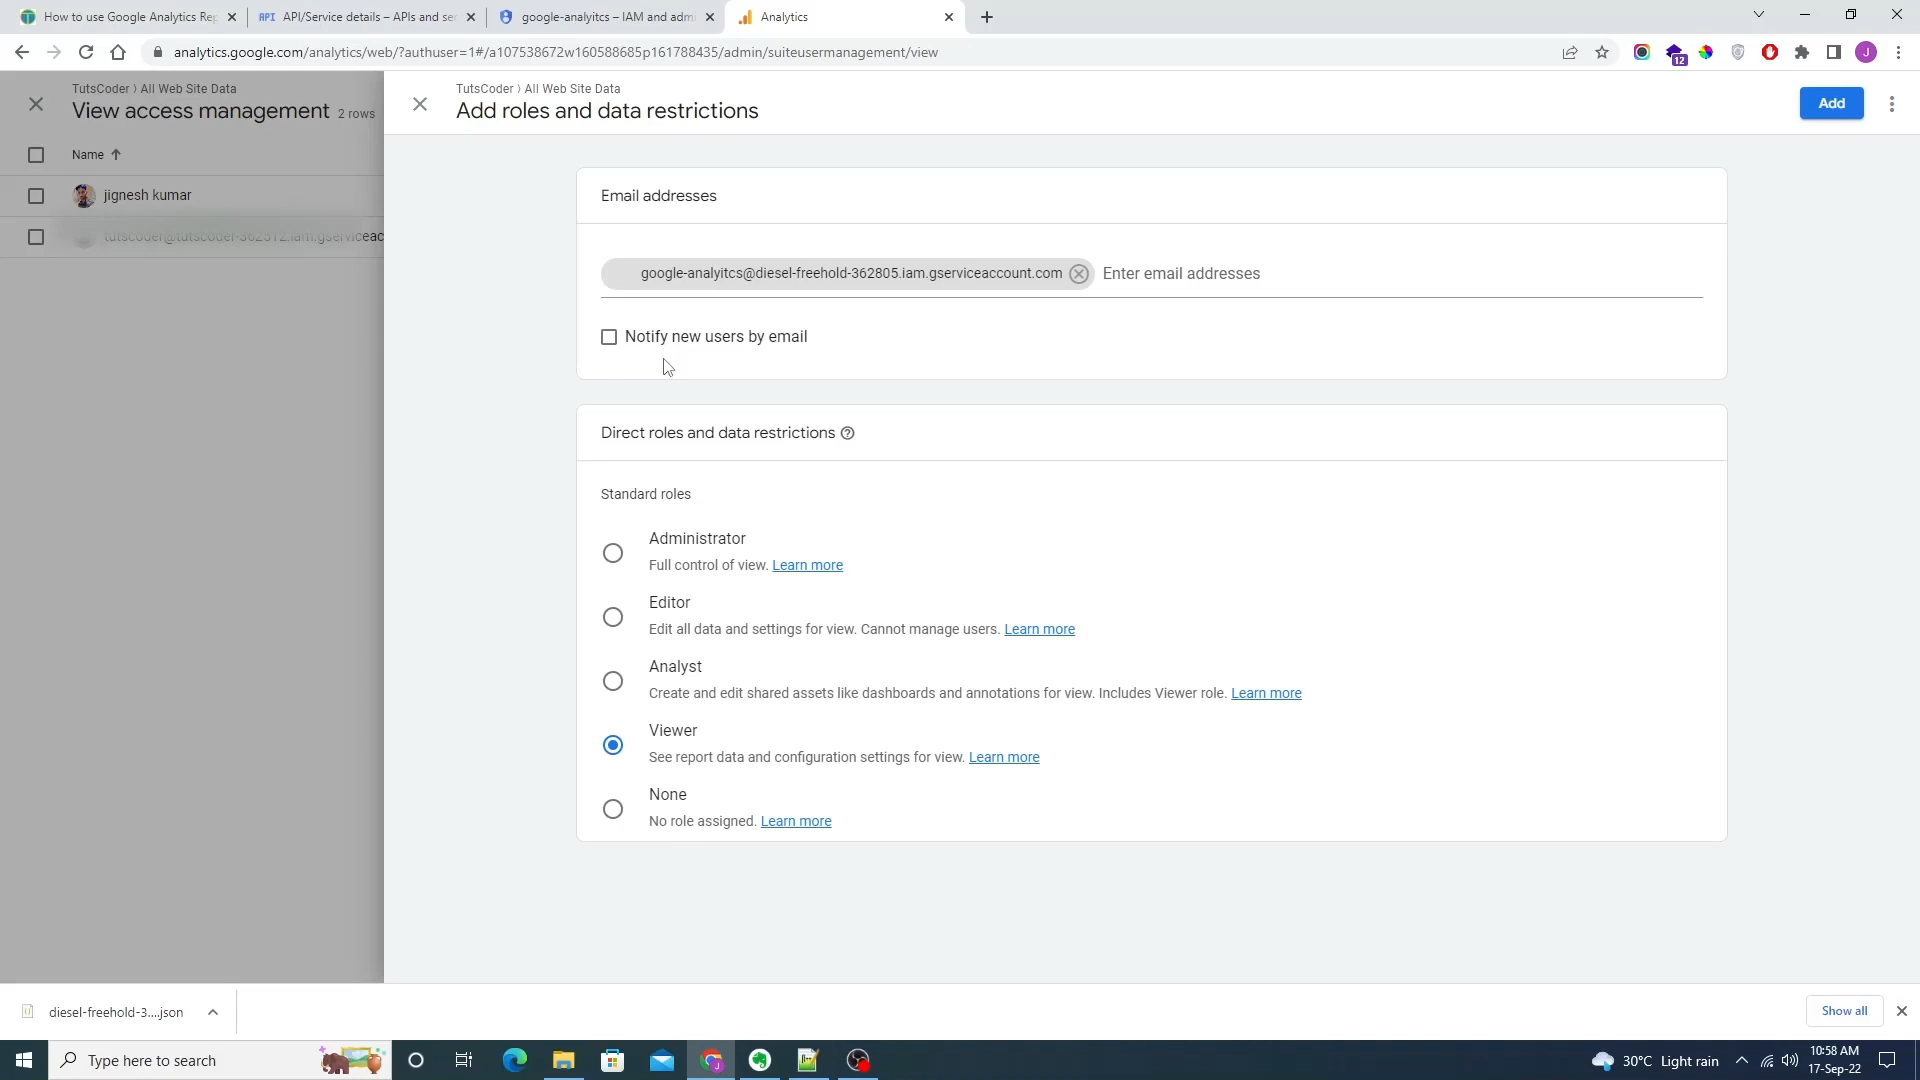 How to use Google Analytics Rep
API API/Service details – APIs and ser
google-analyitcs – IAM and admi
Analytics
analytics.google.com/analytics/web/?authuser=1#/a107538672w160588685p161788435/admin/suiteusermanagement/view
12
J
TutsCoder › All Web Site Data
View access management 2 rows
Name
jignesh kumar
tutscoder@tutscoder-362512.iam.gserviceac
TutsCoder › All Web Site Data
Add roles and data restrictions
Add
Email addresses
google-analyitcs@diesel-freehold-362805.iam.gserviceaccount.com Enter email addresses
Notify new users by email
Direct roles and data restrictions
Standard roles
Administrator
Full control of view. Learn more
Editor
Edit all data and settings for view. Cannot manage users. Learn more
Analyst
Create and edit shared assets like dashboards and annotations for view. Includes Viewer role. Learn more
Viewer
See report data and configuration settings for view. Learn more
None
No role assigned. Learn more
diesel-freehold-3....json
Show all
Type here to search
30°C Light rain
10:58 AM
17-Sep-22